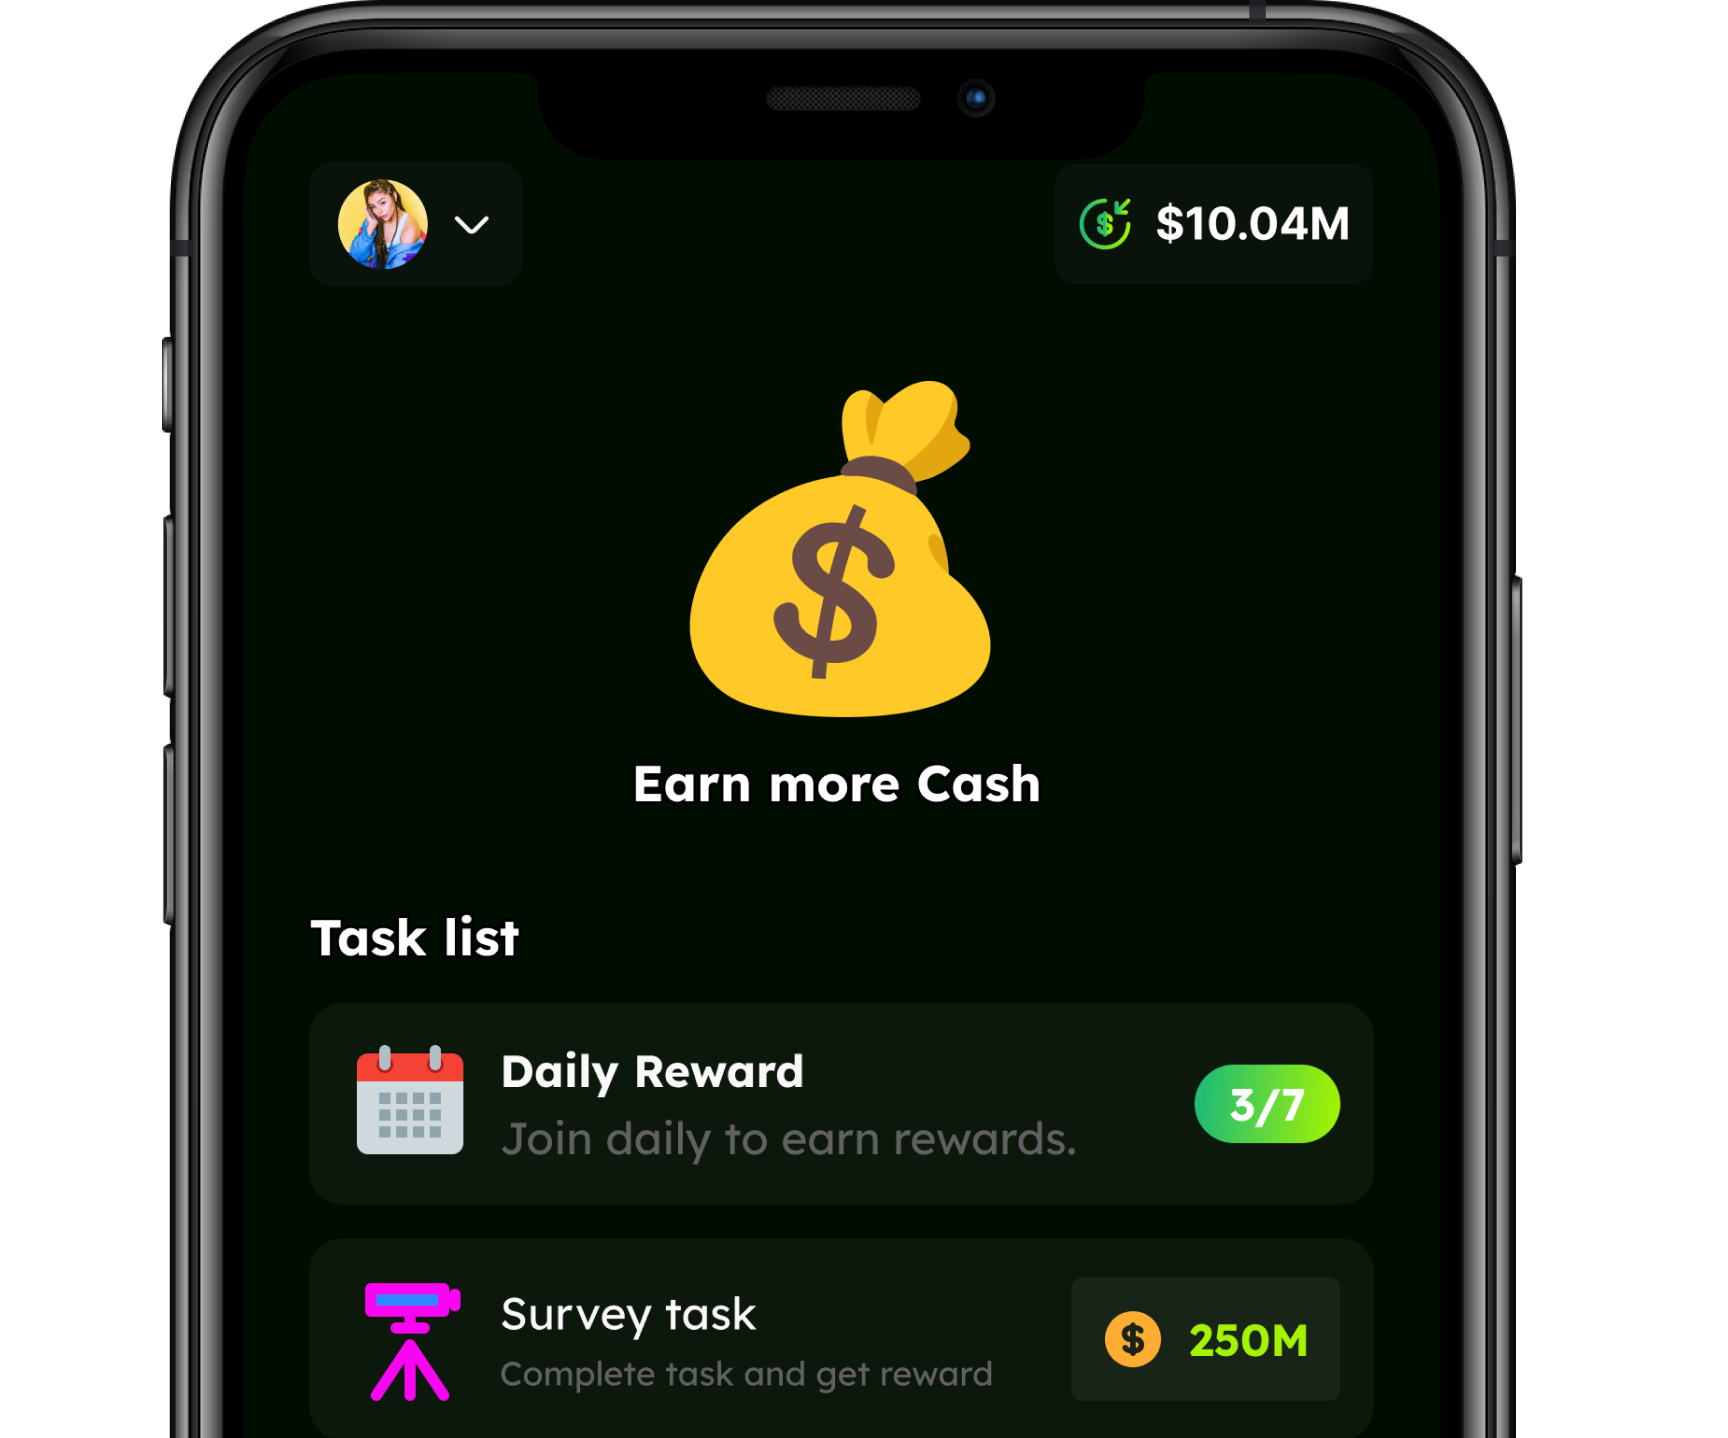 $10.04M
Earn more Cash
Task list
Daily Reward
Join daily to earn rewards.
3/7
Survey task
Complete task and get reward
250M